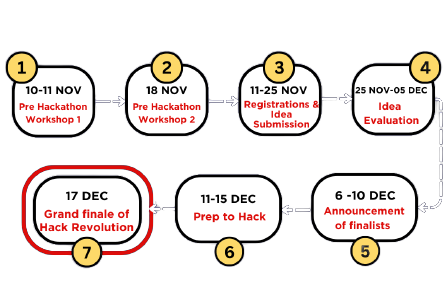 1
10-11 NOV
Pre Hackathon
Workshop 1
2
18 NOV
Pre Hackathon
Workshop 2
3
11-25 NOV
Registrations &
Idea
Submission
4
25 NOV-05 DEC
Idea
Evaluation
17 DEC
Grand finale of
Hack Revolution
7
11-15 DEC
Prep to Hack
6
6 -10 DEC
Announcement
of finalists
5